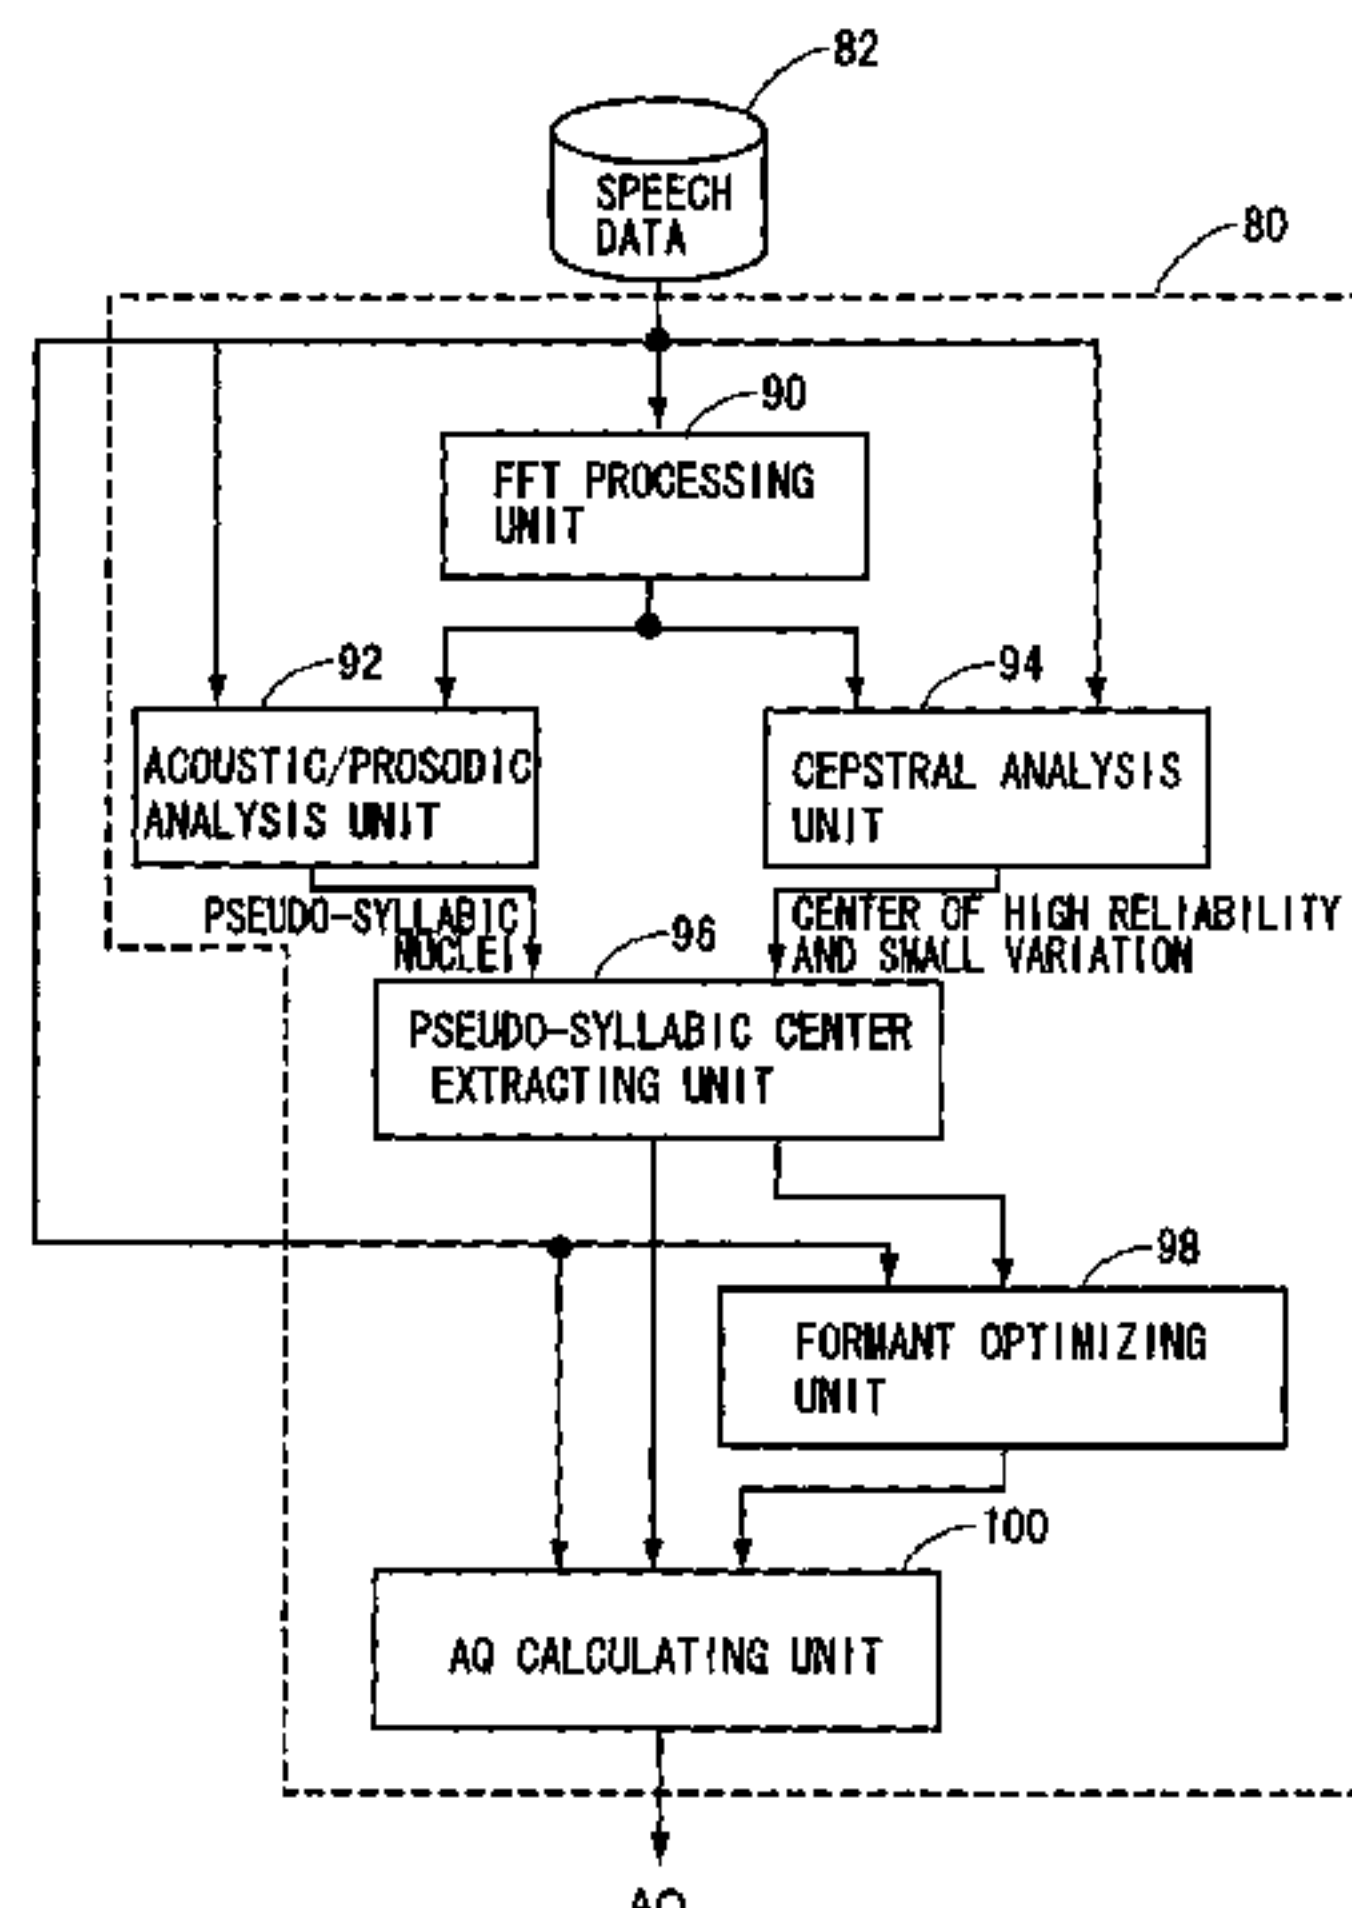 82
SPEECH
DATA
80
90
FFT PROCESSING
UNIT
92
94
ACOUSTIC/PROSODIC
ANALYSIS UNIT
CEPSTRAL ANALYSIS
UNIT
PSEUDO-SYLLABIC
NUCLEI
CENTER OF HIGH RELIABILITY
AND SMALL VARIATION
96
PSEUDO-SYLLABIC CENTER
EXTRACTING UNIT
98
FORMANT OPTIMIZING
UNIT
100
AQ CALCULATING UNIT